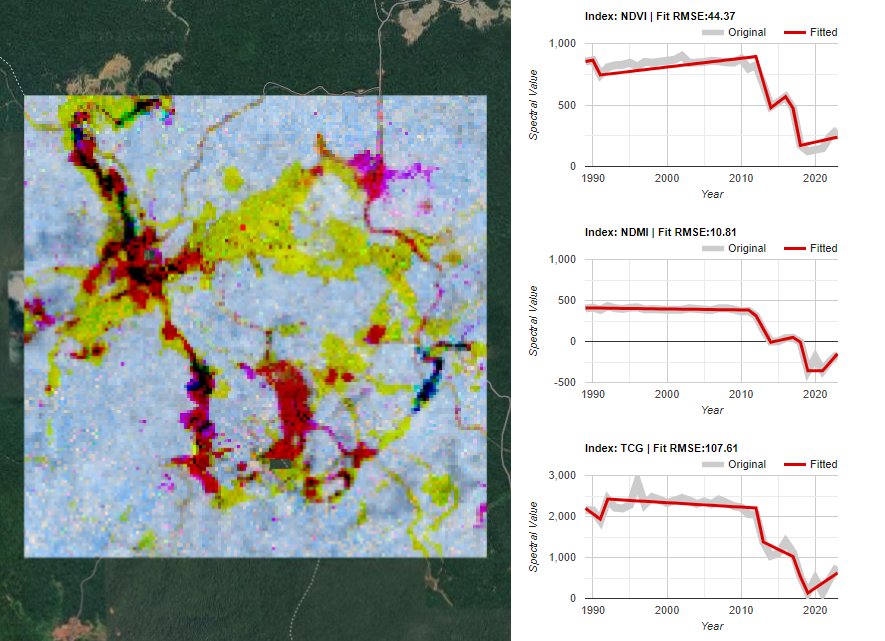 Index: NDVI | Fit RMSE:44.37
Original Fitted
1,000
500
0
Spectral Value
1990 2000 2010 2020
Year
Index: NDMI | Fit RMSE:10.81
Original Fitted
1,000
500
0
-500
Spectral Value
1990 2000 2010 2020
Year
Index: TCG | Fit RMSE:107.61
Original Fitted
3,000
2,000
1,000
0
Spectral Value
1990 2000 2010 2020
Year